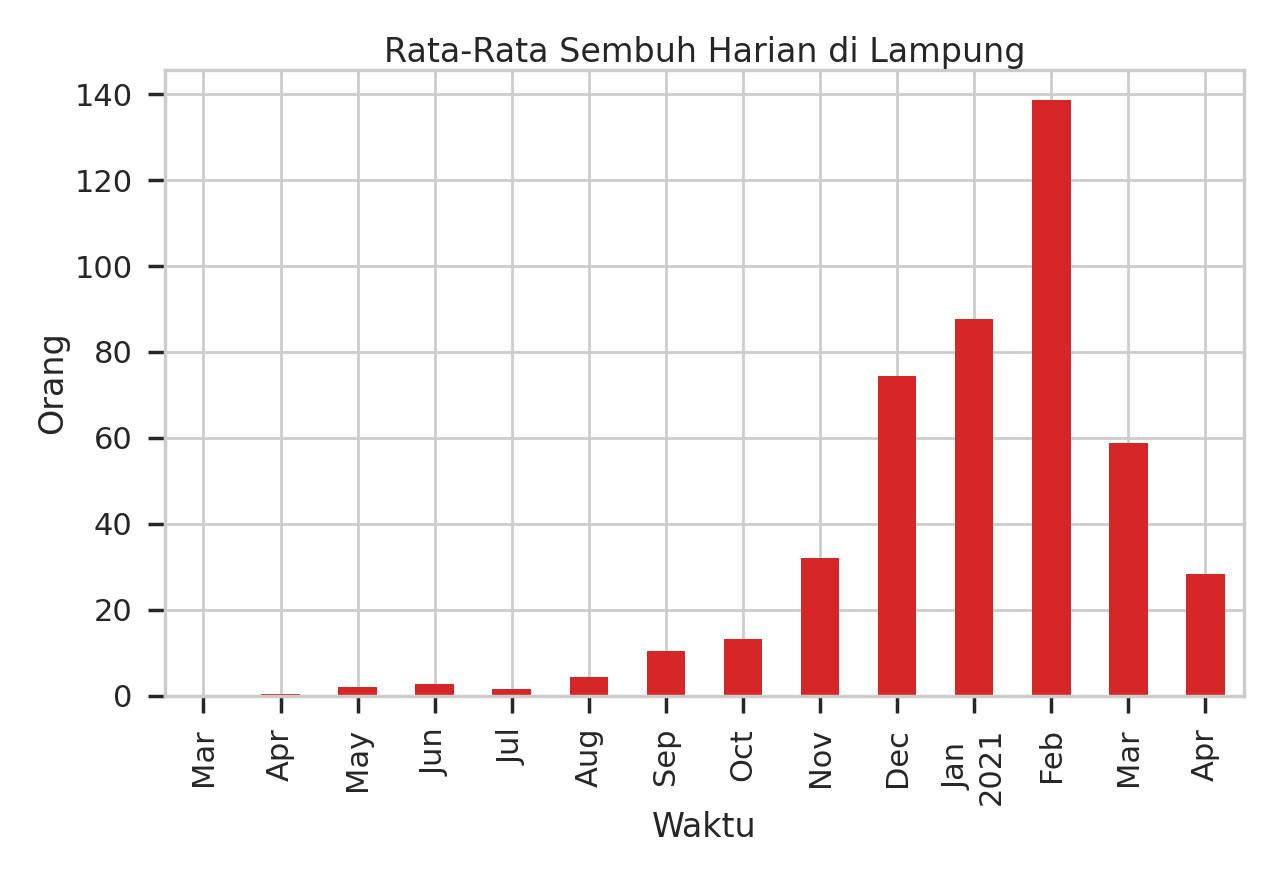 Rata-Rata Sembuh Harian di Lampung
140
120
100
80
60
40
20
0
Orang
Mar
Apr
May
Jun
Jul
Aug
Sep
Oct
Nov
Dec
Jan
2021
Feb
Mar
Apr
Waktu